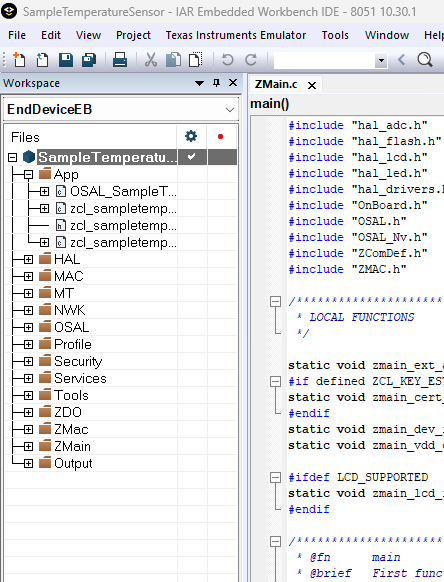 SampleTemperatureSensor - IAR Embedded Workbench IDE - 8051 10.30.1
File Edit View Project Texas Instruments Emulator Tools Window Help
Workspace
EndDeviceEB
Files
SampleTemperatu...
App
OSAL_SampleT...
zcl_sampletemp...
zcl_sampletemp...
zcl_sampletemp...
HAL
MAC
MT
NWK
OSAL
Profile
Security
Services
Tools
ZDO
ZMac
ZMain
Output
ZMain.c x
main()
#include "hal_adc.h"
#include "hal_flash.h"
#include "hal_lcd.h"
#include "hal_led.h"
#include "hal_drivers.h
#include "OnBoard.h"
#include "OSAL.h"
#include "OSAL_Nv.h"
#include "ZComDef.h"
#include "ZMAC.h"
/**********************
* LOCAL FUNCTIONS
*/
static void zmain_ext_
#if defined ZCL_KEY_EST
static void zmain_cert_
#endif
static void zmain_dev_
static void zmain_vdd_
#ifdef LCD_SUPPORTED
static void zmain_lcd_
#endif
/**********************
* @fn main
* @brief First func